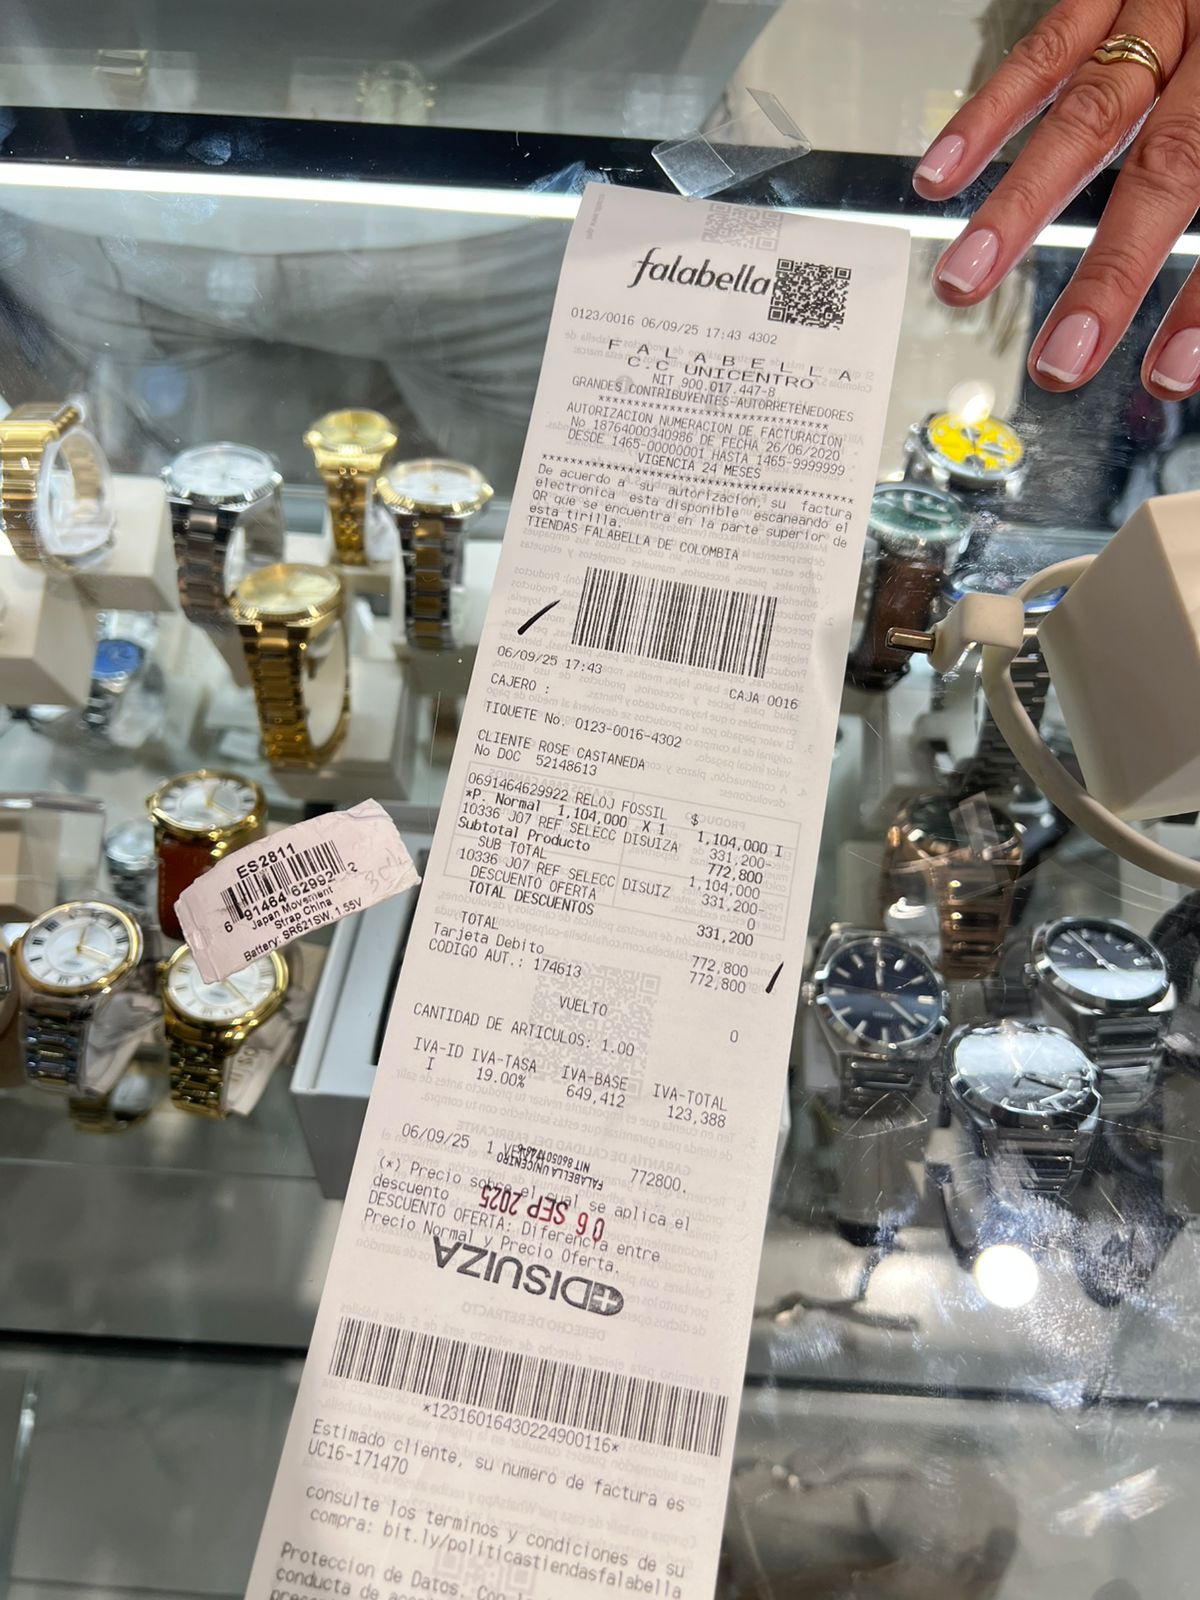 falabella
0123/0016 06/09/25 17:43 4302
F A L A B E L L A
C.C UNICENTRO
NIT 900.017.447-8
GRANDES CONTRIBUYENTES-AUTORRETENEDORES
AUTORIZACION NUMERACION DE FACTURACION
No 18764000340986 DE FECHA 26/06/2020
DESDE 1465-00000001 HASTA 1465-9999999
VIGENCIA 24 MESES
De acuerdo a su autorizacion, su factura
electronica esta disponible escaneando el
QR que se encuentra en la parte superior de
esta tirilla.
TIENDAS FALABELLA DE COLOMBIA
06/09/25 17:43
CAJERO : CAJA 0016
TIQUETE No. 0123-0016-4302
CLIENTE ROSE CASTANEDA
No DOC 52148613
0691464629922 RELOJ FOSSIL $ 1,104,000 I
*P. Normal 1,104,000 X 1
10336 J07 REF SELECC DISUIZA 331,200-
Subtotal Producto 772,800
SUB TOTAL 1,104,000
10336 J07 REF SELECC DISUIZ 331,200-
DESCUENTO OFERTA 0
TOTAL DESCUENTOS 331,200
TOTAL 772,800
Tarjeta Debito 772,800
CODIGO AUT.: 174613
VUELTO 0
CANTIDAD DE ARTICULOS: 1.00
IVA-ID IVA-TASA IVA-BASE IVA-TOTAL
I 19.00% 649,412 123,388
06/09/25 1 772800.
FALABELLA UNICENTRO
(*) Precio sobre el cual se aplica el
descuento
06 SEP 2025
DESCUENTO OFERTA: Diferencia entre
Precio Normal y Precio Oferta.
DISUIZA
*12316016430224900116*
Estimado cliente, su numero de factura es
UC16-171470
consulte los terminos y condiciones de su
compra: bit.ly/politicastiendasfalabella
Proteccion de Datos.
conducta de
ES2811
6 91464 62992 2
Japan Movement
Strap China
Battery: SR621SW, 1.55V